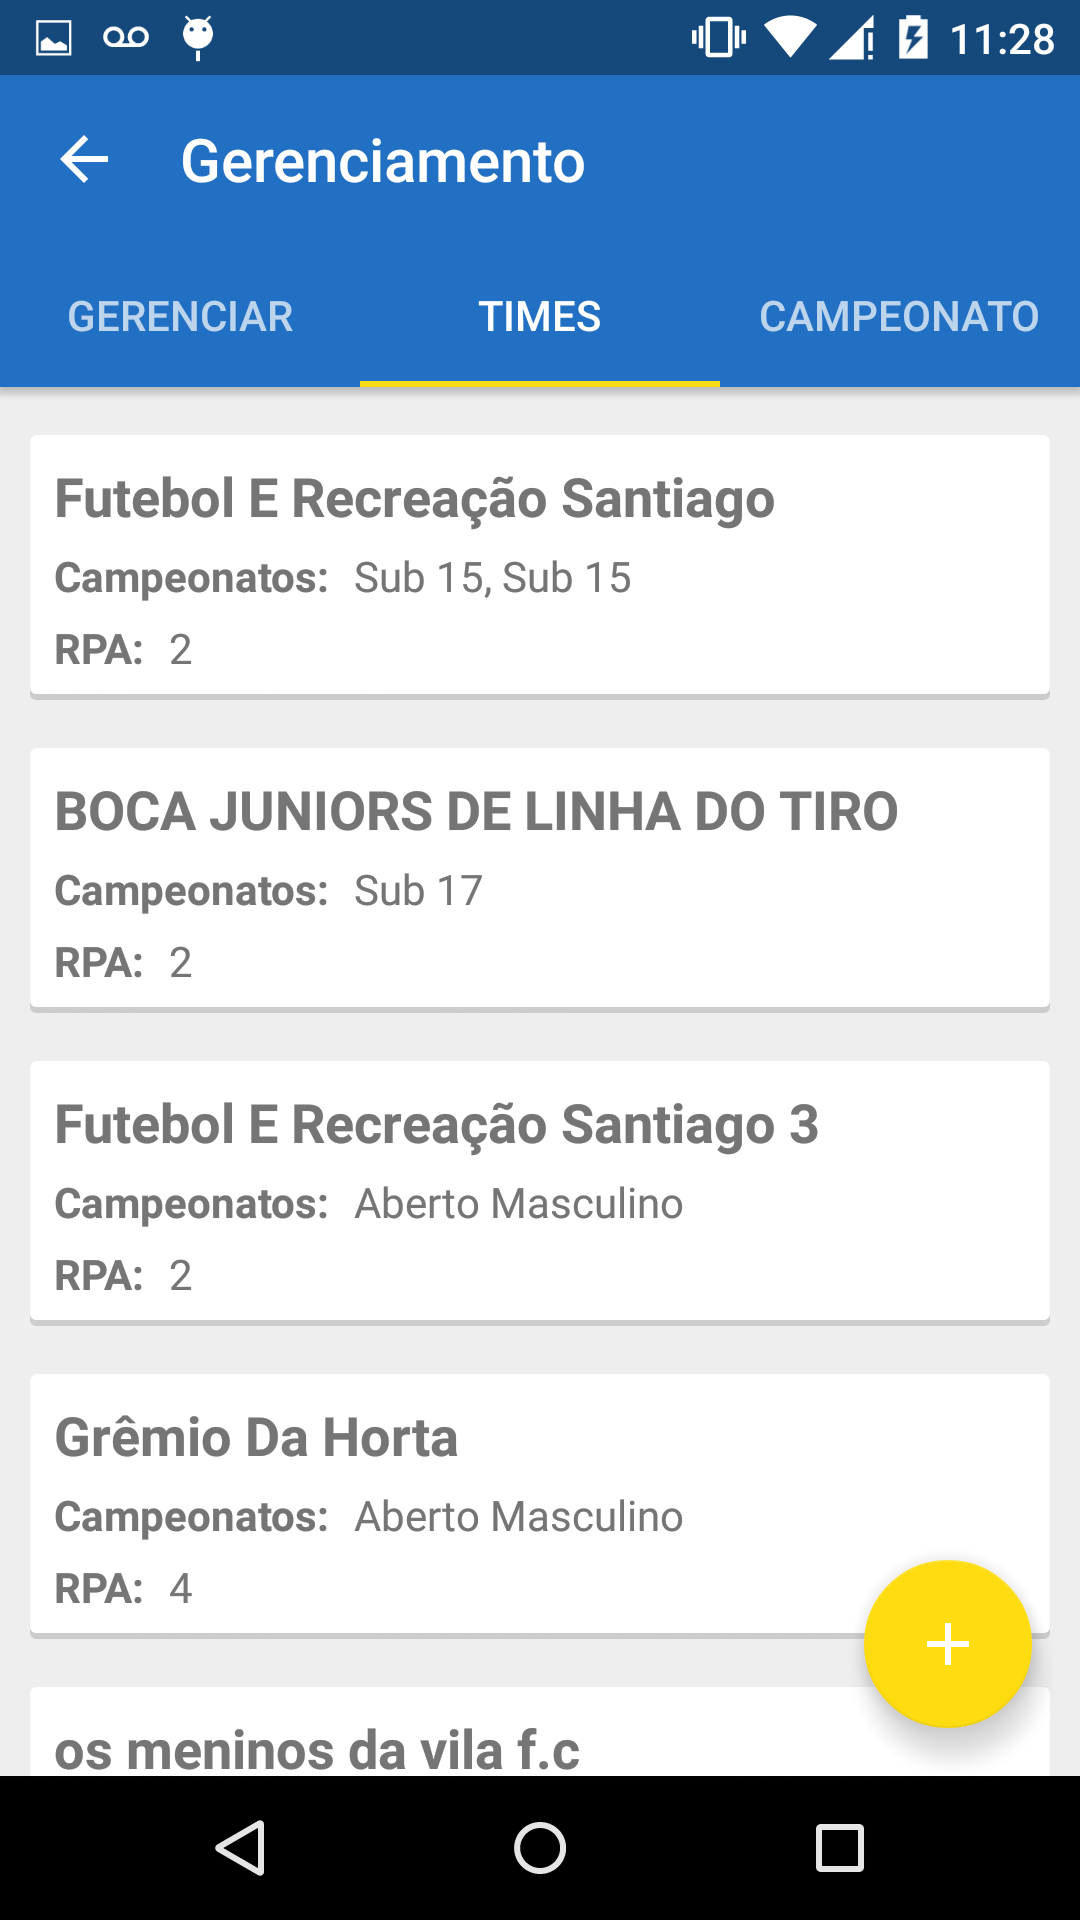 11:28
Gerenciamento
GERENCIAR TIMES CAMPEONATO
Futebol E Recreação Santiago
Campeonatos: Sub 15, Sub 15
RPA: 2
BOCA JUNIORS DE LINHA DO TIRO
Campeonatos: Sub 17
RPA: 2
Futebol E Recreação Santiago 3
Campeonatos: Aberto Masculino
RPA: 2
Grêmio Da Horta
Campeonatos: Aberto Masculino
RPA: 4
os meninos da vila f.c